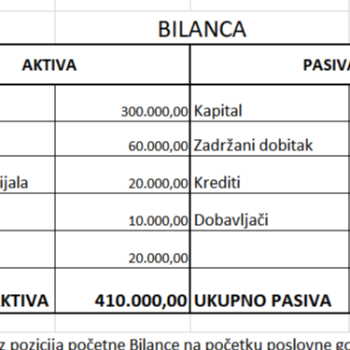 BILANCA
AKTIVA PASIVA
300.000,00 Kapital
60.000,00 Zadržani dobitak
ijala 20.000,00 Krediti
10.000,00 Dobavljači
20.000,00
KTIVA 410.000,00 UKUPNO PASIVA
z pozicija početne Bilance na početku poslovne go